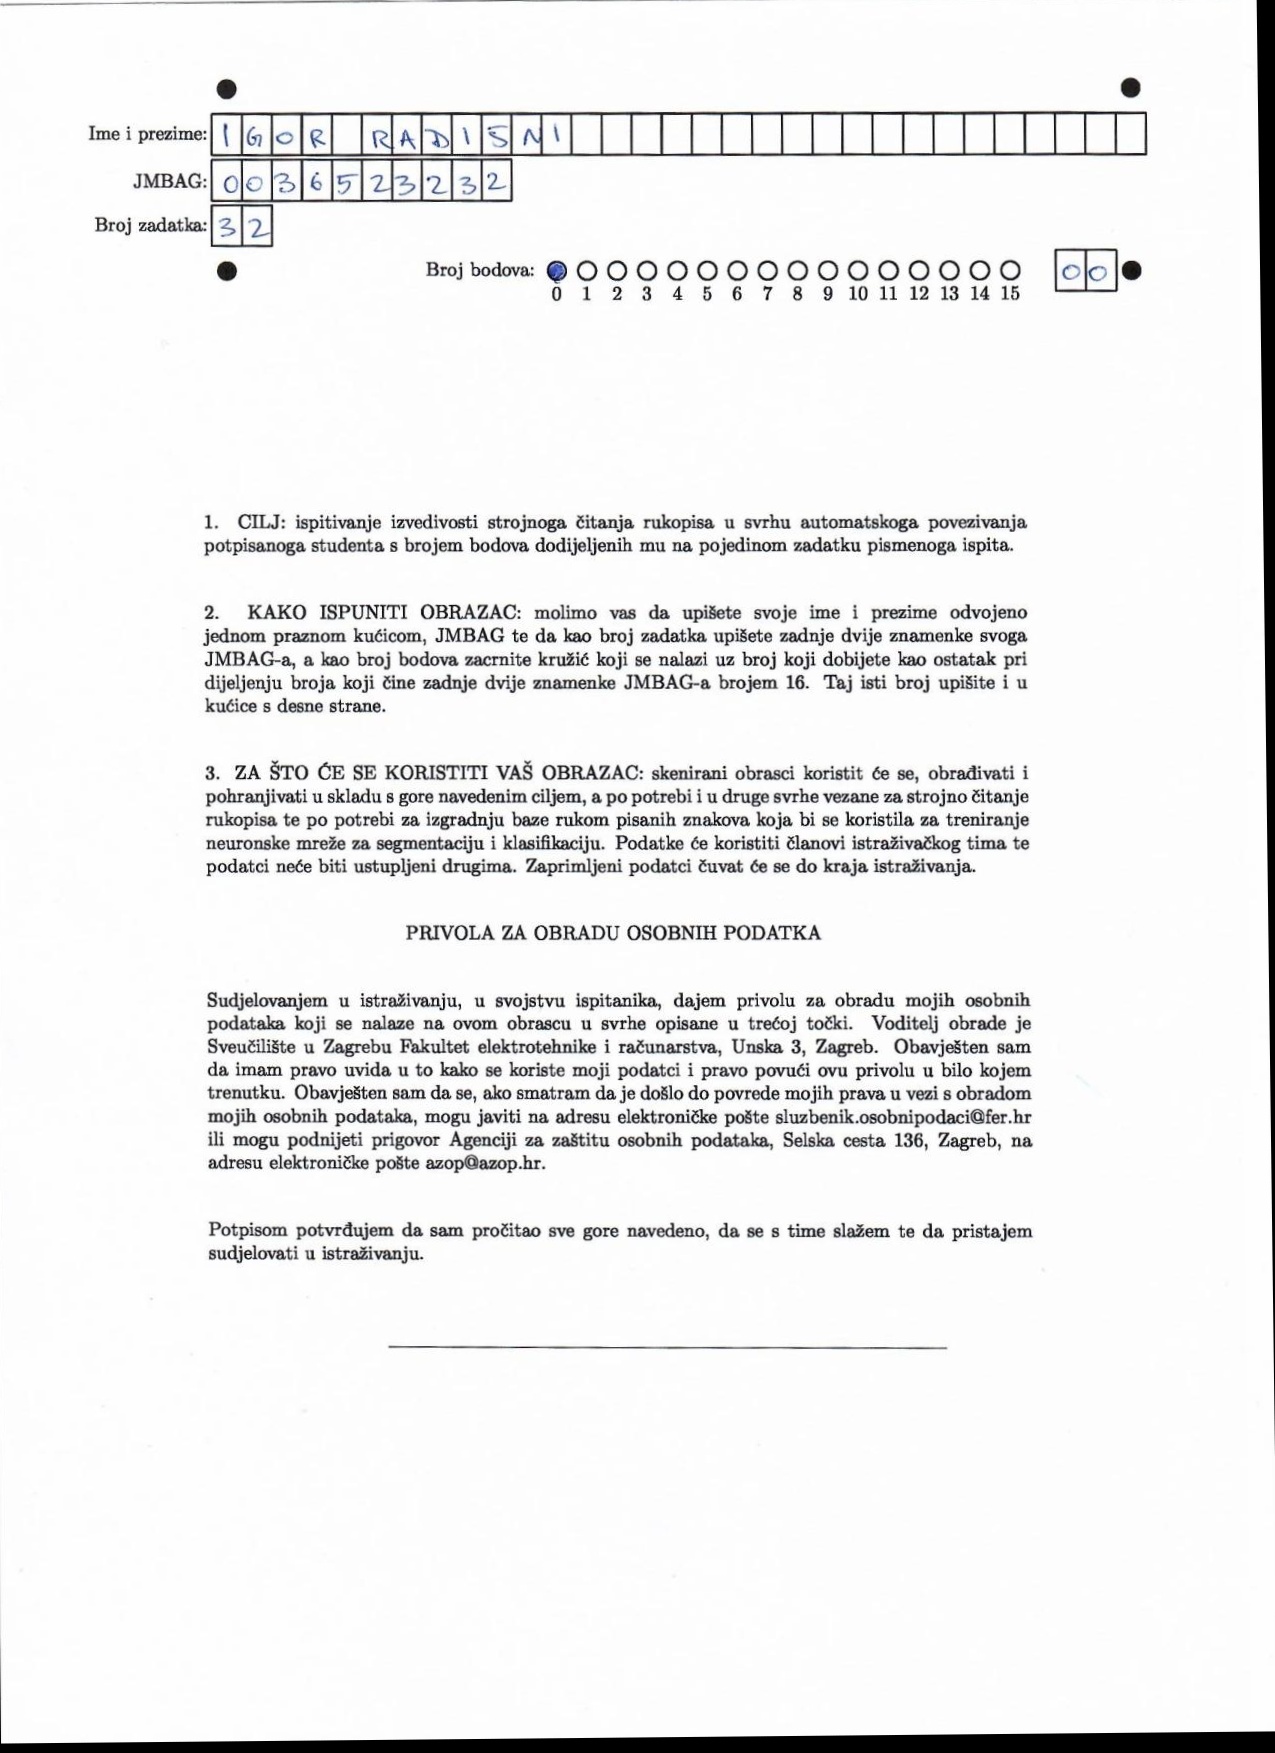 Ime i prezime: IGOR RADISNI
JMBAG: 0036523232
Broj zadatka: 32
Broj bodova: 00
0 1 2 3 4 5 6 7 8 9 10 11 12 13 14 15
1. CILJ: ispitivanje izvedivosti strojnoga čitanja rukopisa u svrhu automatskoga povezivanja
potpisanoga studenta s brojem bodova dodijeljenih mu na pojedinom zadatku pismenoga ispita.
2. KAKO ISPUNITI OBRAZAC: molimo vas da upišete svoje ime i prezime odvojeno
jednom praznom kućicom, JMBAG te da kao broj zadatka upišete zadnje dvije znamenke svoga
JMBAG-a, a kao broj bodova zacrnite kružić koji se nalazi uz broj koji dobijete kao ostatak pri
dijeljenju broja koji čine zadnje dvije znamenke JMBAG-a brojem 16. Taj isti broj upišite i u
kućice s desne strane.
3. ZA ŠTO ĆE SE KORISTITI VAŠ OBRAZAC: skenirani obrasci koristit će se, obrađivati i
pohranjivati u skladu s gore navedenim ciljem, a po potrebi i u druge svrhe vezane za strojno čitanje
rukopisa te po potrebi za izgradnju baze rukom pisanih znakova koja bi se koristila za treniranje
neuronske mreže za segmentaciju i klasifikaciju. Podatke će koristiti članovi istraživačkog tima te
podatci neće biti ustupljeni drugima. Zaprimljeni podatci čuvat će se do kraja istraživanja.
PRIVOLA ZA OBRADU OSOBNIH PODATKA
Sudjelovanjem u istraživanju, u svojstvu ispitanika, dajem privolu za obradu mojih osobnih
podataka koji se nalaze na ovom obrascu u svrhe opisane u trećoj točki. Voditelj obrade je
Sveučilište u Zagrebu Fakultet elektrotehnike i računarstva, Unska 3, Zagreb. Obavješten sam
da imam pravo uvida u to kako se koriste moji podatci i pravo povući ovu privolu u bilo kojem
trenutku. Obavješten sam da se, ako smatram da je došlo do povrede mojih prava u vezi s obradom
mojih osobnih podataka, mogu javiti na adresu elektroničke pošte sluzbenik.osobnipodaci@fer.hr
ili mogu podnijeti prigovor Agenciji za zaštitu osobnih podataka, Selska cesta 136, Zagreb, na
adresu elektroničke pošte azop@azop.hr.
Potpisom potvrđujem da sam pročitao sve gore navedeno, da se s time slažem te da pristajem
sudjelovati u istraživanju.